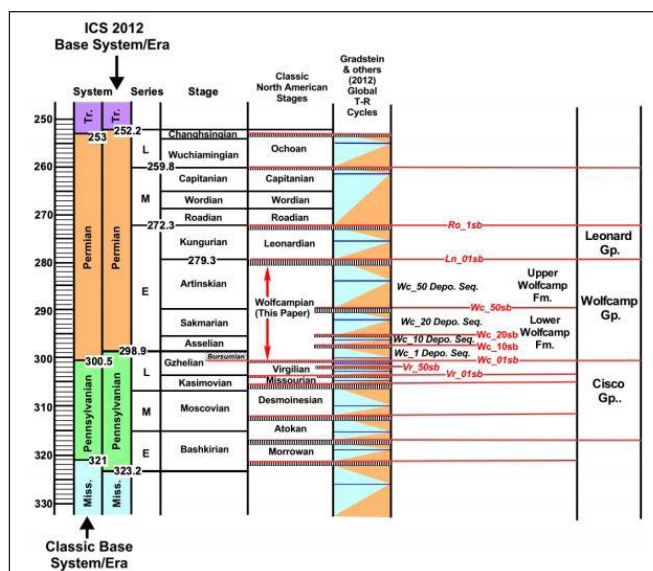 ICS 2012
Base System/Era
System
Series
Stage
Classic
North American
Stages
Gradstein
& others
(2012)
Global
T-R
Cycles
250
260
270
280
290
300
310
320
330
Tr.
Permian
Pennsylvanian
Miss.
253
300.5
321
Tr.
Permian
Pennsylvanian
Miss.
252.2
259.8
272.3
279.3
298.9
323.2
L
M
E
L
M
E
Changhsingian
Wuchiamingian
Capitanian
Wordian
Roadian
Kungurian
Artinskian
Sakmarian
Asselian
Bursumian
Gzhelian
Kasimovian
Moscovian
Bashkirian
Ochoan
Capitanian
Wordian
Roadian
Leonardian
Wolfcampian
(This Paper)
Virgilian
Missourian
Desmoinesian
Atokan
Morrowan
Ro_1sb
Ln_01sb
Wc_50 Depo. Seq.
Wc_50sb
Wc_20 Depo. Seq.
Wc_20sb
Wc_10 Depo. Seq.
Wc_10sb
Wc_1 Depo. Seq.
Wc_01sb
Vr_50sb
Vr_01sb
Upper
Wolfcamp
Fm.
Lower
Wolfcamp
Fm.
Leonard
Gp.
Wolfcamp
Gp.
Cisco
Gp..
Classic Base
System/Era